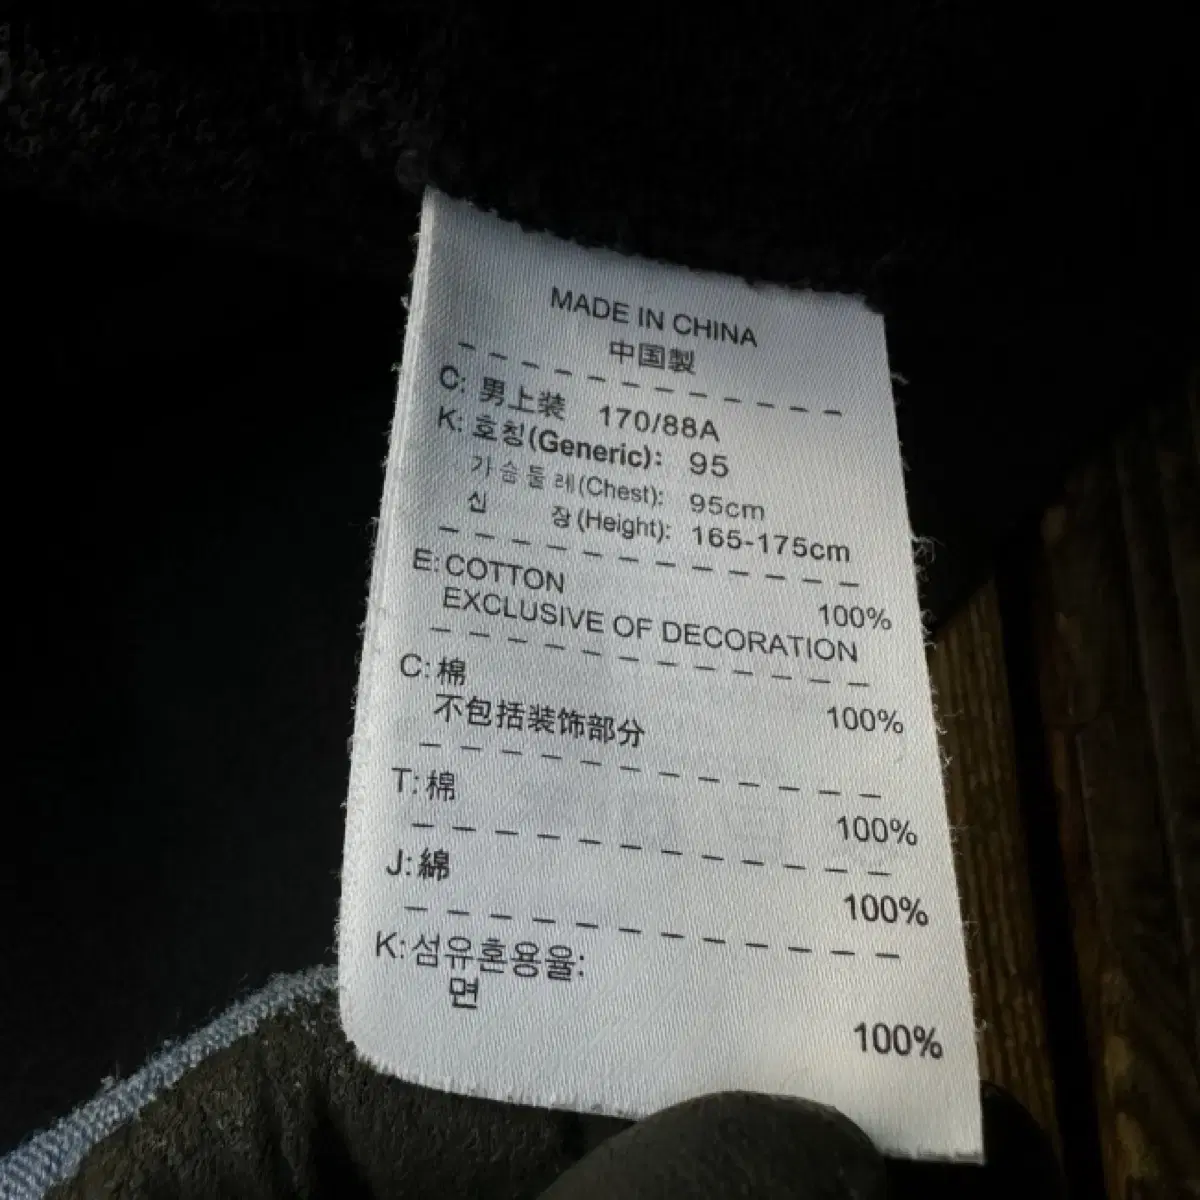 MADE IN CHINA
中国製
C: 男上装 170/88A
K: 호칭(Generic): 95
가슴둘레(Chest): 95cm
신 장(Height): 165-175cm
E: COTTON 100%
EXCLUSIVE OF DECORATION
C: 棉 100%
不包括装饰部分
T: 棉 100%
J: 綿 100%
K: 섬유혼용율:
면 100%